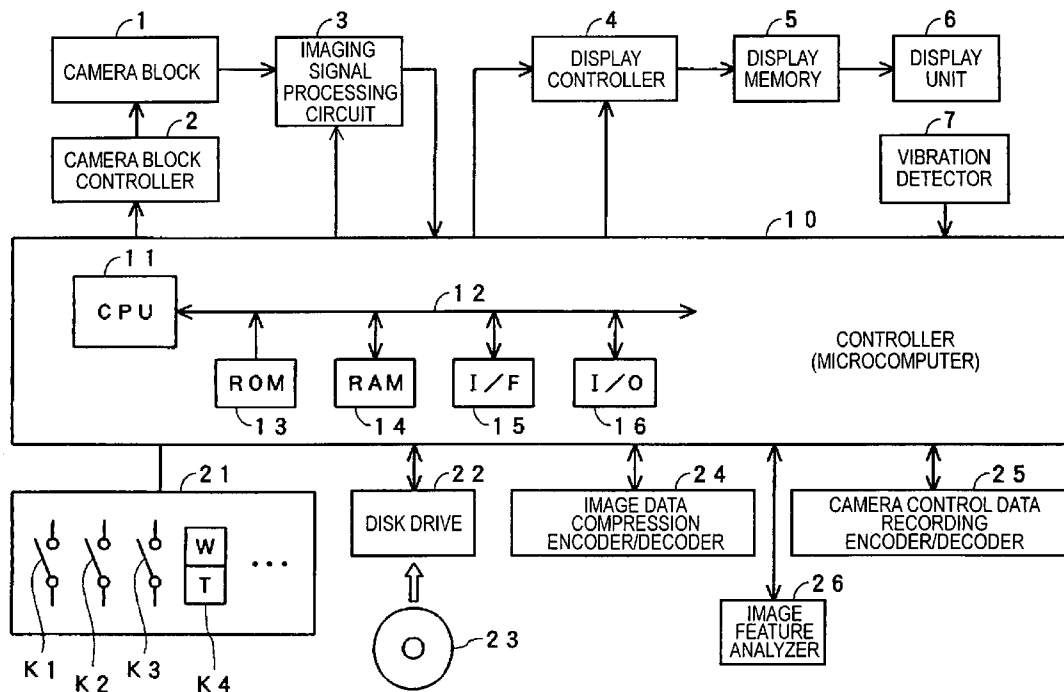 1
CAMERA BLOCK
2
CAMERA BLOCK
CONTROLLER
3
IMAGING
SIGNAL
PROCESSING
CIRCUIT
4
DISPLAY
CONTROLLER
5
DISPLAY
MEMORY
6
DISPLAY
UNIT
7
VIBRATION
DETECTOR
10
11
CPU
12
CONTROLLER
(MICROCOMPUTER)
ROM
13
RAM
14
I/F
15
I/O
16
21
W
T
...
K1
K2
K3
K4
22
DISK DRIVE
23
24
IMAGE DATA
COMPRESSION
ENCODER/DECODER
25
CAMERA CONTROL DATA
RECORDING
ENCODER/DECODER
26
IMAGE
FEATURE
ANALYZER